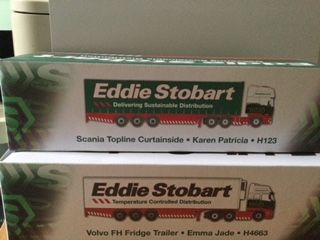 Eddie Stobart
Delivering Sustainable Distribution
Scania Topline Curtainside • Karen Patricia • H123
Eddie Stobart
Temperature Controlled Distribution
Volvo FH Fridge Trailer • Emma Jade • H4663